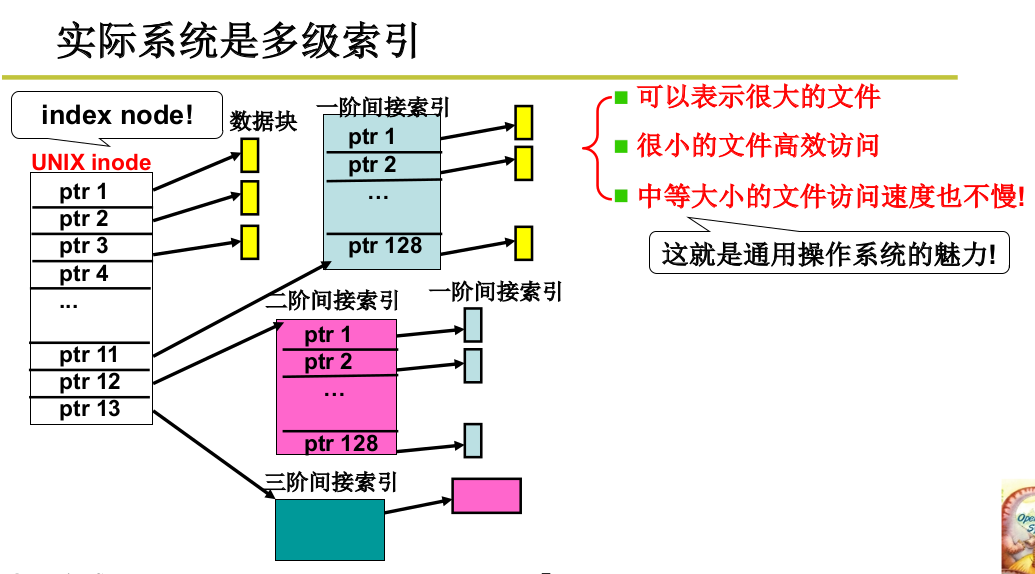 实际系统是多级索引
index node!
数据块
UNIX inode
ptr 1
ptr 2
ptr 3
ptr 4
...
ptr 11
ptr 12
ptr 13
一阶间接索引
ptr 1
ptr 2
...
ptr 128
二阶间接索引
一阶间接索引
ptr 1
ptr 2
...
ptr 128
三阶间接索引
可以表示很大的文件
很小的文件高效访问
中等大小的文件访问速度也不慢!
这就是通用操作系统的魅力!